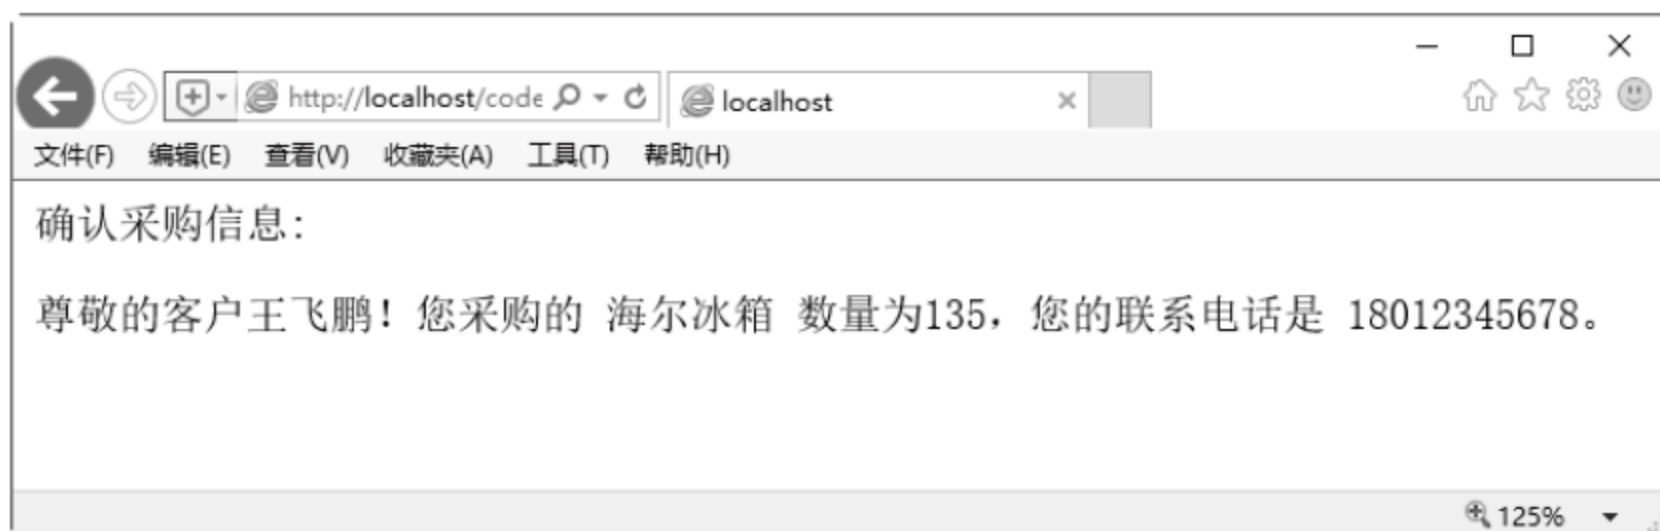 http://localhost/code
localhost
文件(F) 编辑(E) 查看(V) 收藏夹(A) 工具(T) 帮助(H)
确认采购信息:
尊敬的客户王飞鹏！您采购的 海尔冰箱 数量为135，您的联系电话是 18012345678。
125%